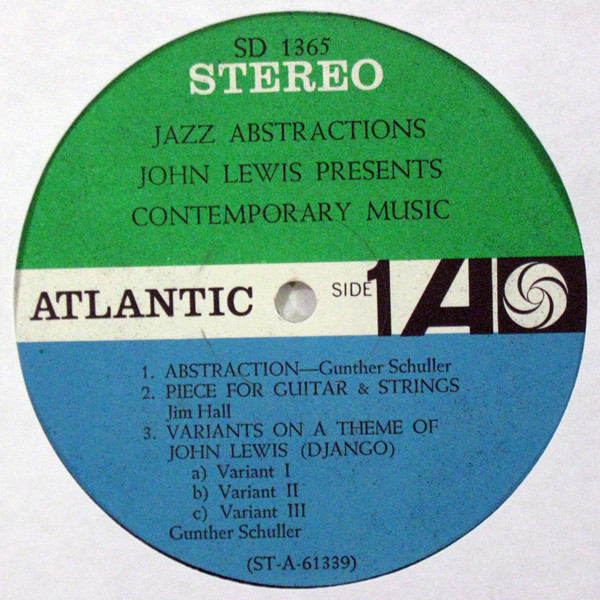 SD 1365
STEREO
JAZZ ABSTRACTIONS
JOHN LEWIS PRESENTS
CONTEMPORARY MUSIC
ATLANTIC SIDE 1 A
1. ABSTRACTION—Gunther Schuller
2. PIECE FOR GUITAR & STRINGS
Jim Hall
3. VARIANTS ON A THEME OF
JOHN LEWIS (DJANGO)
a) Variant I
b) Variant II
c) Variant III
Gunther Schuller
(ST-A-61339)